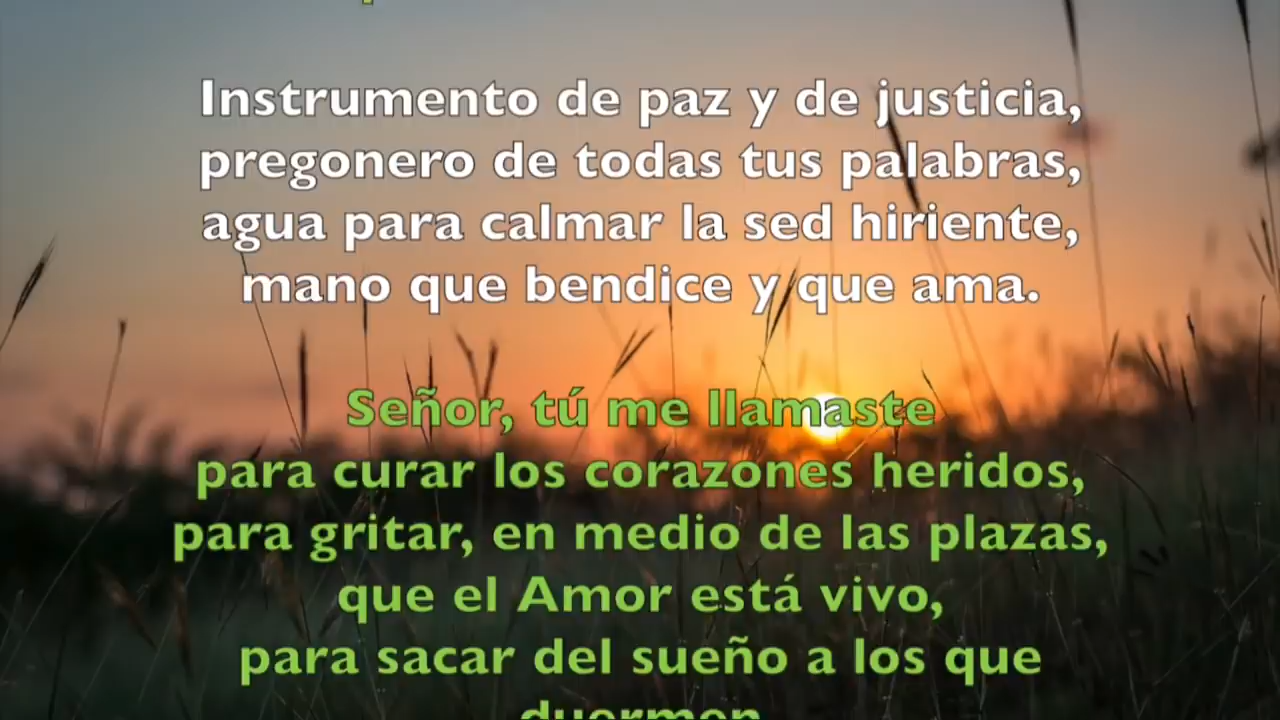 Instrumento de paz y de justicia,
pregonero de todas tus palabras,
agua para calmar la sed hiriente,
mano que bendice y que ama.
Señor, tú me llamaste
para curar los corazones heridos,
para gritar, en medio de las plazas,
que el Amor está vivo,
para sacar del sueño a los que
duermen